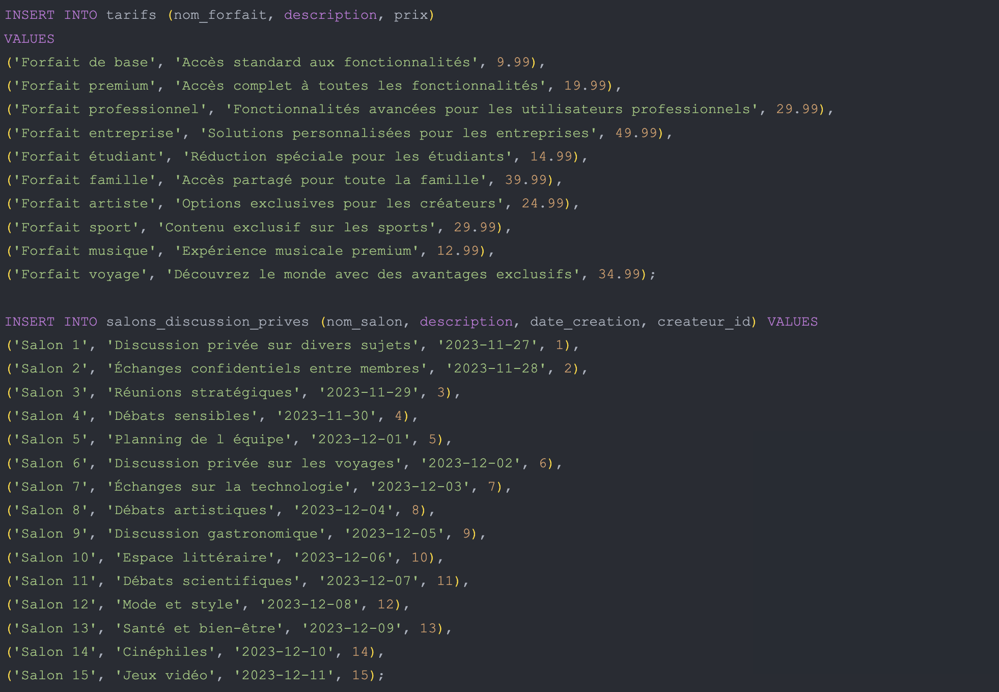 INSERT INTO tarifs (nom_forfait, description, prix)
VALUES
('Forfait de base', 'Accès standard aux fonctionnalités', 9.99),
('Forfait premium', 'Accès complet à toutes les fonctionnalités', 19.99),
('Forfait professionnel', 'Fonctionnalités avancées pour les utilisateurs professionnels', 29.99),
('Forfait entreprise', 'Solutions personnalisées pour les entreprises', 49.99),
('Forfait étudiant', 'Réduction spéciale pour les étudiants', 14.99),
('Forfait famille', 'Accès partagé pour toute la famille', 39.99),
('Forfait artiste', 'Options exclusives pour les créateurs', 24.99),
('Forfait sport', 'Contenu exclusif sur les sports', 29.99),
('Forfait musique', 'Expérience musicale premium', 12.99),
('Forfait voyage', 'Découvrez le monde avec des avantages exclusifs', 34.99);
INSERT INTO salons_discussion_prives (nom_salon, description, date_creation, createur_id) VALUES
('Salon 1', 'Discussion privée sur divers sujets', '2023-11-27', 1),
('Salon 2', 'Échanges confidentiels entre membres', '2023-11-28', 2),
('Salon 3', 'Réunions stratégiques', '2023-11-29', 3),
('Salon 4', 'Débats sensibles', '2023-11-30', 4),
('Salon 5', 'Planning de l équipe', '2023-12-01', 5),
('Salon 6', 'Discussion privée sur les voyages', '2023-12-02', 6),
('Salon 7', 'Échanges sur la technologie', '2023-12-03', 7),
('Salon 8', 'Débats artistiques', '2023-12-04', 8),
('Salon 9', 'Discussion gastronomique', '2023-12-05', 9),
('Salon 10', 'Espace littéraire', '2023-12-06', 10),
('Salon 11', 'Débats scientifiques', '2023-12-07', 11),
('Salon 12', 'Mode et style', '2023-12-08', 12),
('Salon 13', 'Santé et bien-être', '2023-12-09', 13),
('Salon 14', 'Cinéphiles', '2023-12-10', 14),
('Salon 15', 'Jeux vidéo', '2023-12-11', 15);